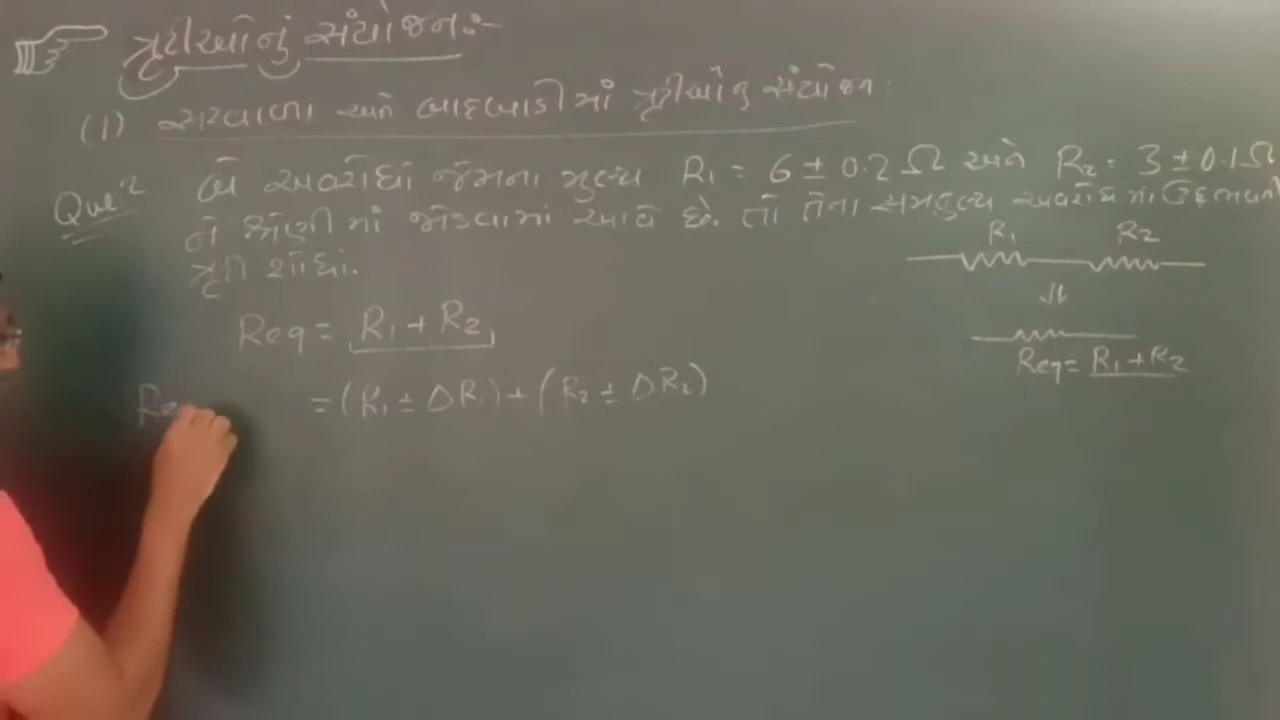 ત્રુટીઓનું સંયોજન:-
(1) સરવાળા અને બાદબાકીમાં ત્રુટીઓનું સંયોજન:
Queⁿ બે અવરોધો જેમના મુલ્ય R₁ = 6 ± 0.2 Ω અને R₂ = 3 ± 0.1 Ω
ને શ્રેણીમાં જોડવામાં આવે છે. તો તેના સમતુલ્ય અવરોધમાં ઉદ્ભવતી
ત્રુટી શોધો.
R₁ R₂
Req = R₁ + R₂
Req = R₁ + R₂
Re = (R₁ ± ΔR₁) + (R₂ ± ΔR₂)